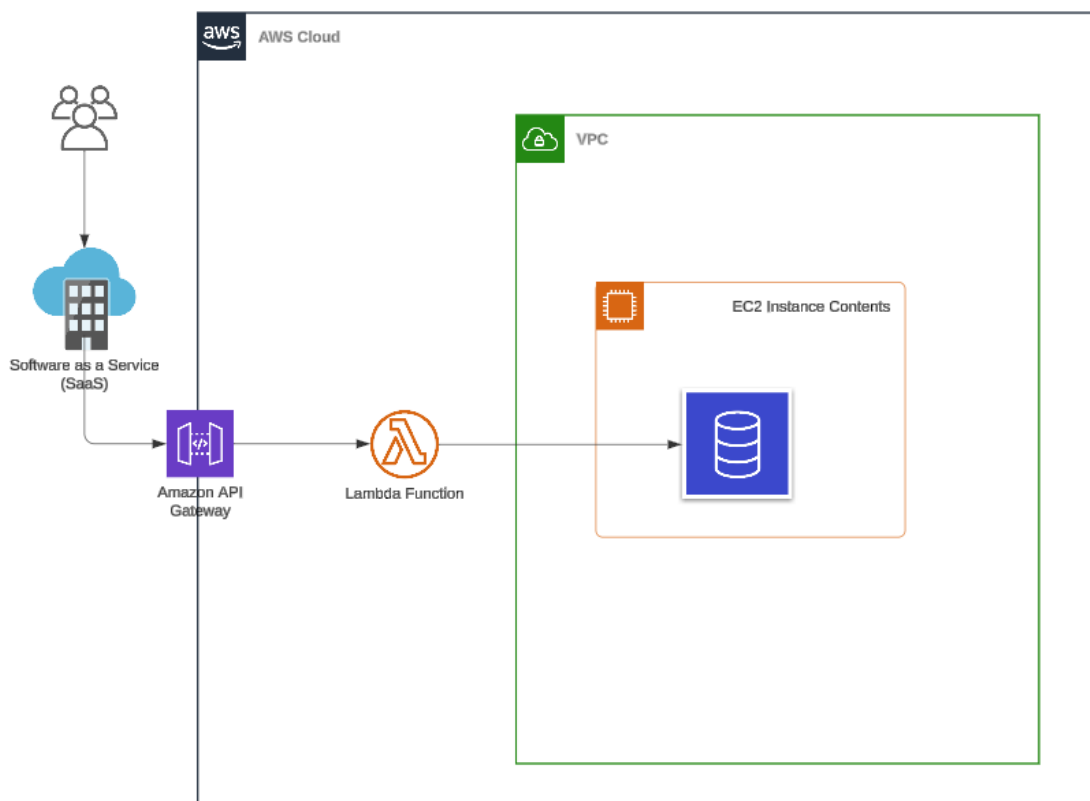 aws
AWS Cloud
VPC
EC2 Instance Contents
Software as a Service
(SaaS)
Amazon API
Gateway
</>
Lambda Function